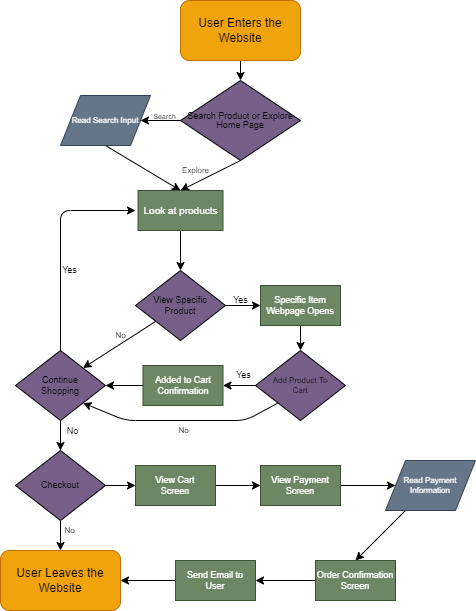 User Enters the
Website
Search Product or Explore
Home Page
Search
Read Search Input
Explore
Look at products
Yes
View Specific
Product
Yes
Specific Item
Webpage Opens
No
Continue
Shopping
Added to Cart
Confirmation
Yes
Add Product To
Cart
No
No
Checkout
View Cart
Screen
View Payment
Screen
Read Payment
Information
No
User Leaves the
Website
Send Email to
User
Order Confirmation
Screen